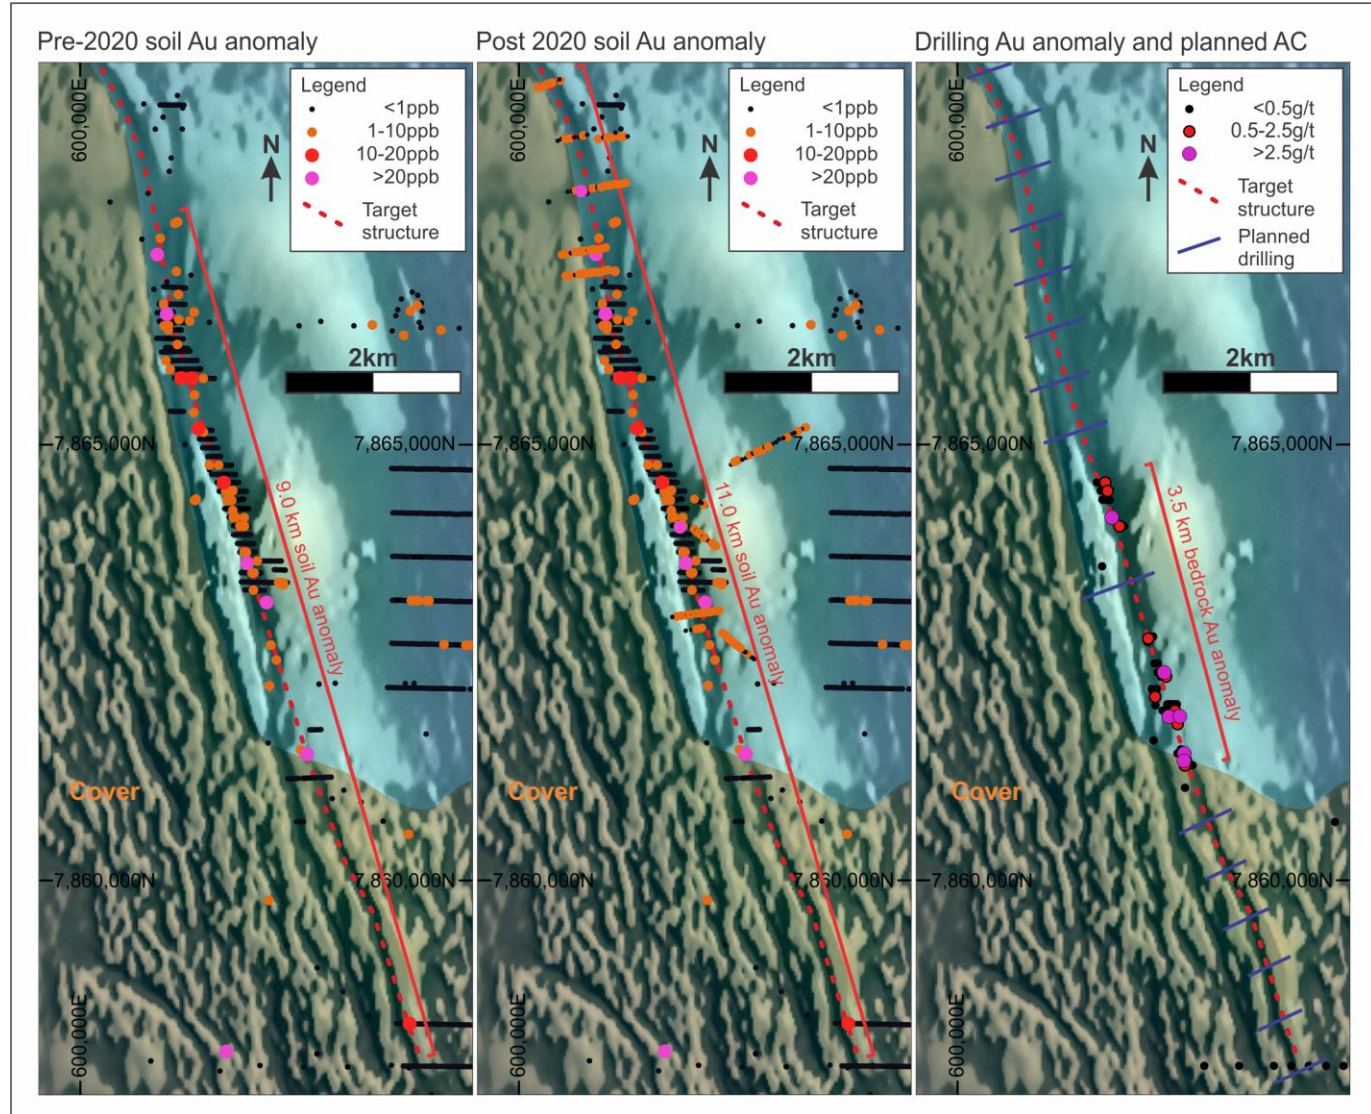 Pre-2020 soil Au anomaly
Legend
<1ppb
1-10ppb
10-20ppb
>20ppb
Target
structure
N
600,000E
2km
7,865,000N
7,865,000N
9.0 km soil Au anomaly
Cover
7,860,000N
7,860,000N
600,000E
Post 2020 soil Au anomaly
Legend
<1ppb
1-10ppb
10-20ppb
>20ppb
Target
structure
N
600,000E
2km
7,865,000N
7,865,000N
11.0 km soil Au anomaly
Cover
7,860,000N
7,860,000N
600,000E
Drilling Au anomaly and planned AC
Legend
<0.5g/t
0.5-2.5g/t
>2.5g/t
Target
structure
Planned
drilling
N
600,000E
2km
7,865,000N
7,865,000N
3.5 km bedrock Au anomaly
Cover
7,860,000N
7,860,000N
600,000E